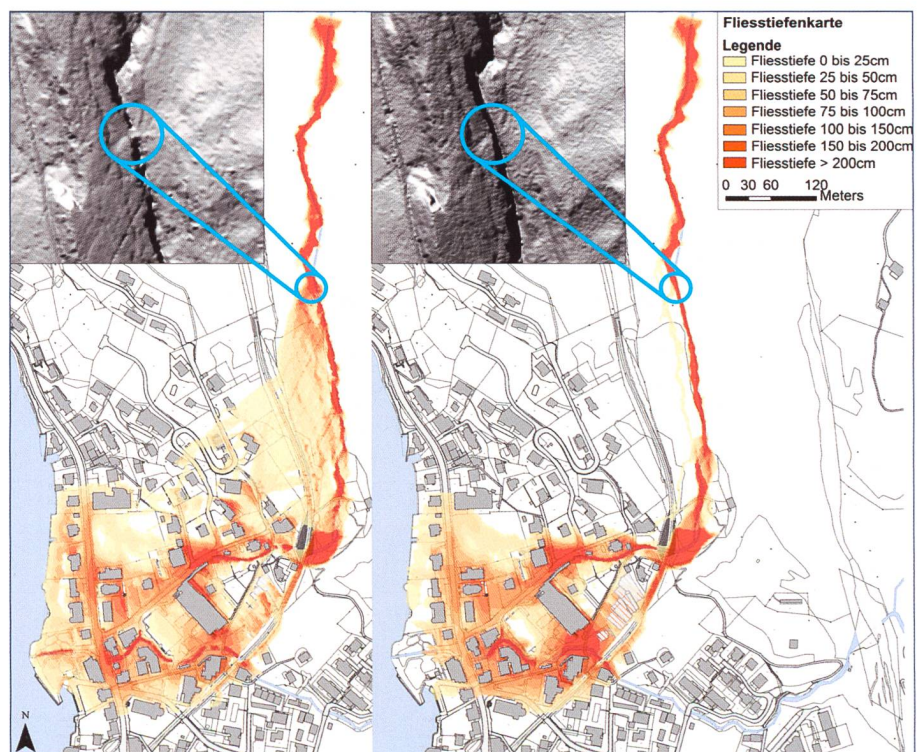 Fliesstiefenkarte
Legende
Fliesstiefe 0 bis 25cm
Fliesstiefe 25 bis 50cm
Fliesstiefe 50 bis 75cm
Fliesstiefe 75 bis 100cm
Fliesstiefe 100 bis 150cm
Fliesstiefe 150 bis 200cm
Fliesstiefe > 200cm
0 30 60 120
Meters
N